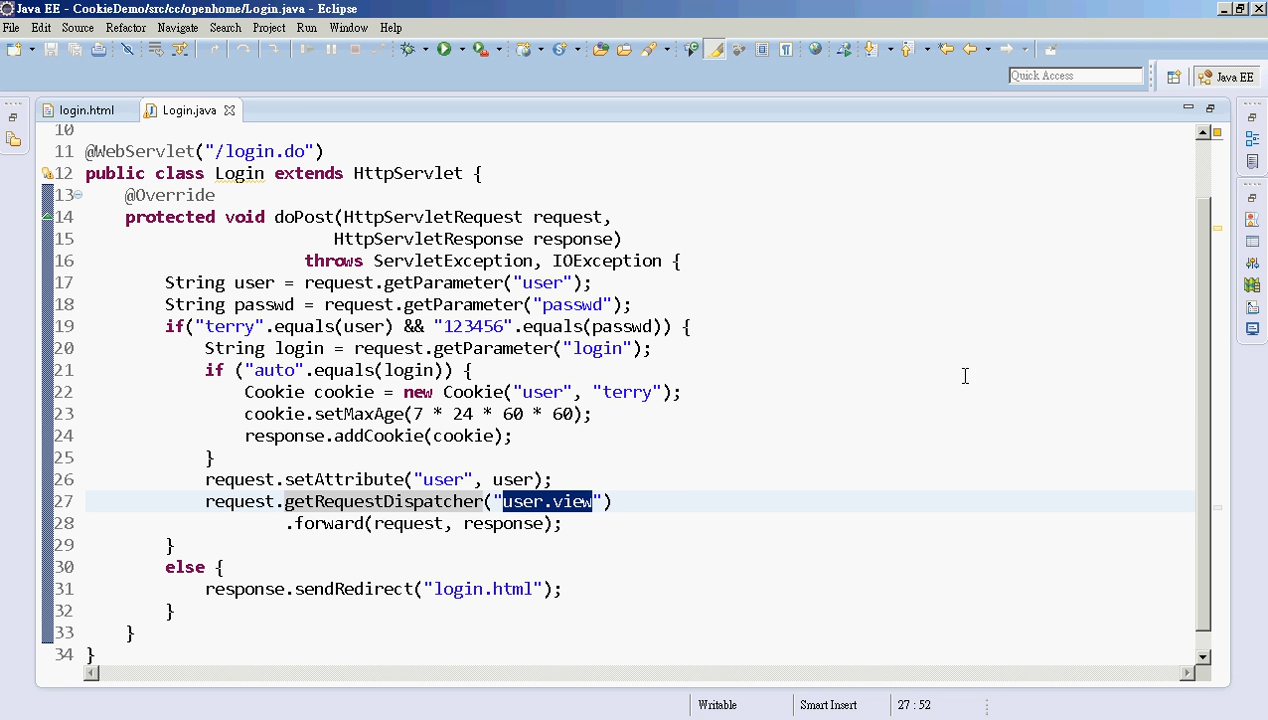 Java EE - CookieDemo/src/cc/openhome/Login.java - Eclipse
File Edit Source Refactor Navigate Search Project Run Window Help
Quick Access
Java EE
login.html Login.java
10
11 @WebServlet("/login.do")
12 public class Login extends HttpServlet {
13     @Override
14     protected void doPost(HttpServletRequest request,
15                          HttpServletResponse response)
16                       throws ServletException, IOException {
17         String user = request.getParameter("user");
18         String passwd = request.getParameter("passwd");
19         if("terry".equals(user) && "123456".equals(passwd)) {
20             String login = request.getParameter("login");
21             if ("auto".equals(login)) {
22                 Cookie cookie = new Cookie("user", "terry");
23                 cookie.setMaxAge(7 * 24 * 60 * 60);
24                 response.addCookie(cookie);
25             }
26             request.setAttribute("user", user);
27             request.getRequestDispatcher("user.view")
28                     .forward(request, response);
29         }
30         else {
31             response.sendRedirect("login.html");
32         }
33     }
34 }
Writable Smart Insert 27 : 52